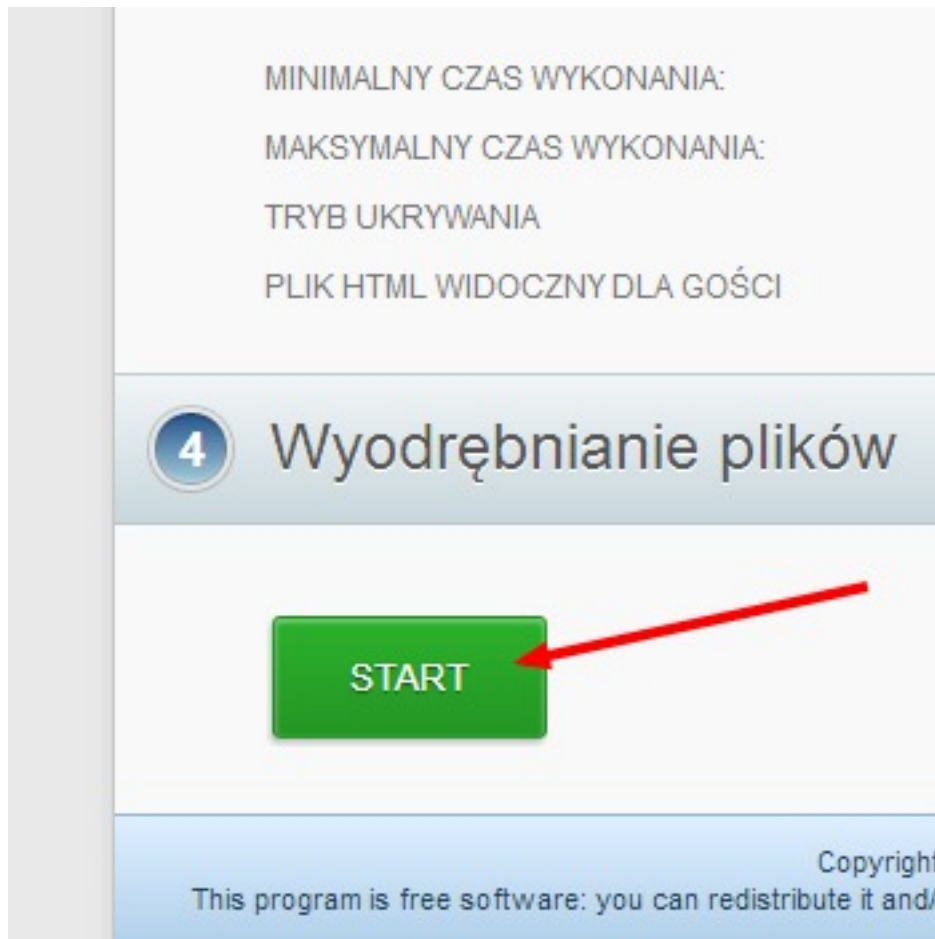 MINIMALNY CZAS WYKONANIA:
MAKSYMALNY CZAS WYKONANIA:
TRYB UKRYWANIA
PLIK HTML WIDOCZNY DLA GOŚCI
4 Wyodrębnianie plików
START
Copyright
This program is free software: you can redistribute it and/